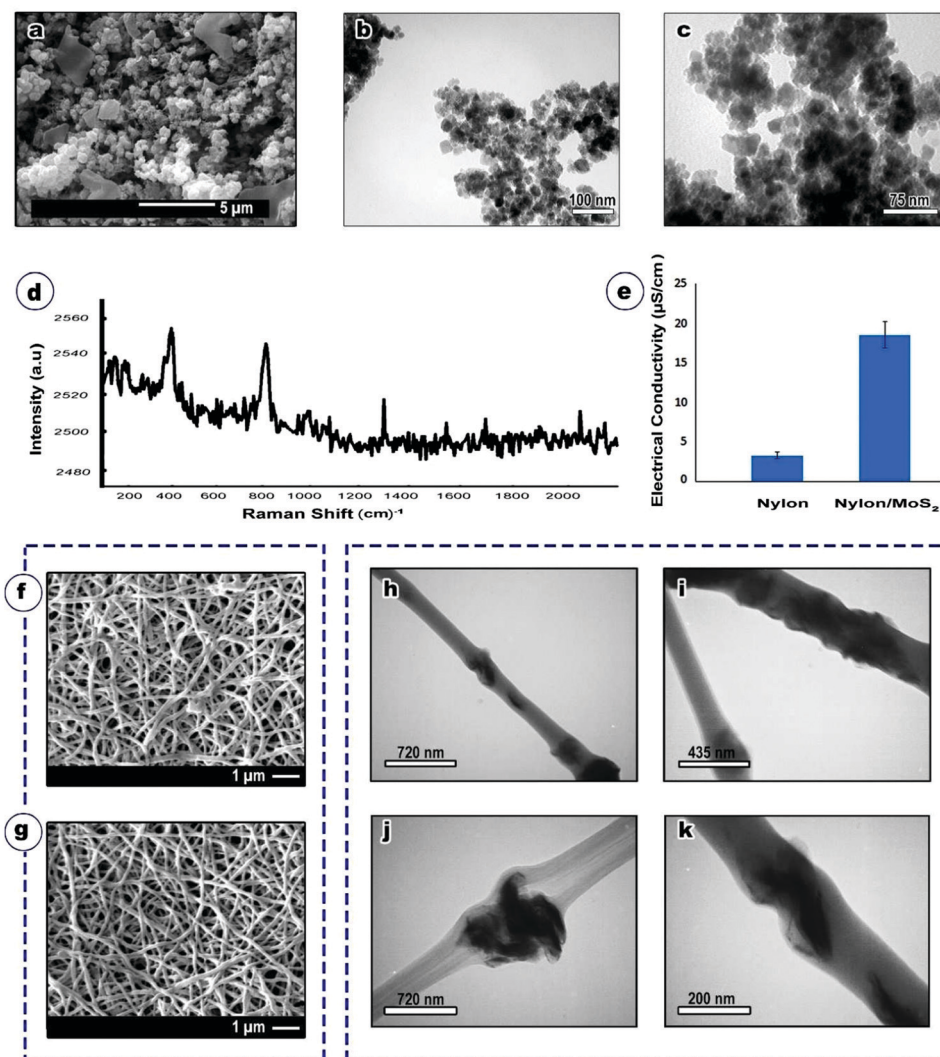 a
b
c
5 µm
100 nm
75 nm
d
e
Intensity (a.u)
2560
2540
2520
2500
2480
200 400 600 800 1000 1200 1400 1600 1800 2000
Raman Shift (cm)-1
Electrical Conductivity (µS/cm)
25
20
15
10
5
0
Nylon Nylon/MoS2
f
1 µm
g
1 µm
h
720 nm
i
435 nm
j
720 nm
k
200 nm